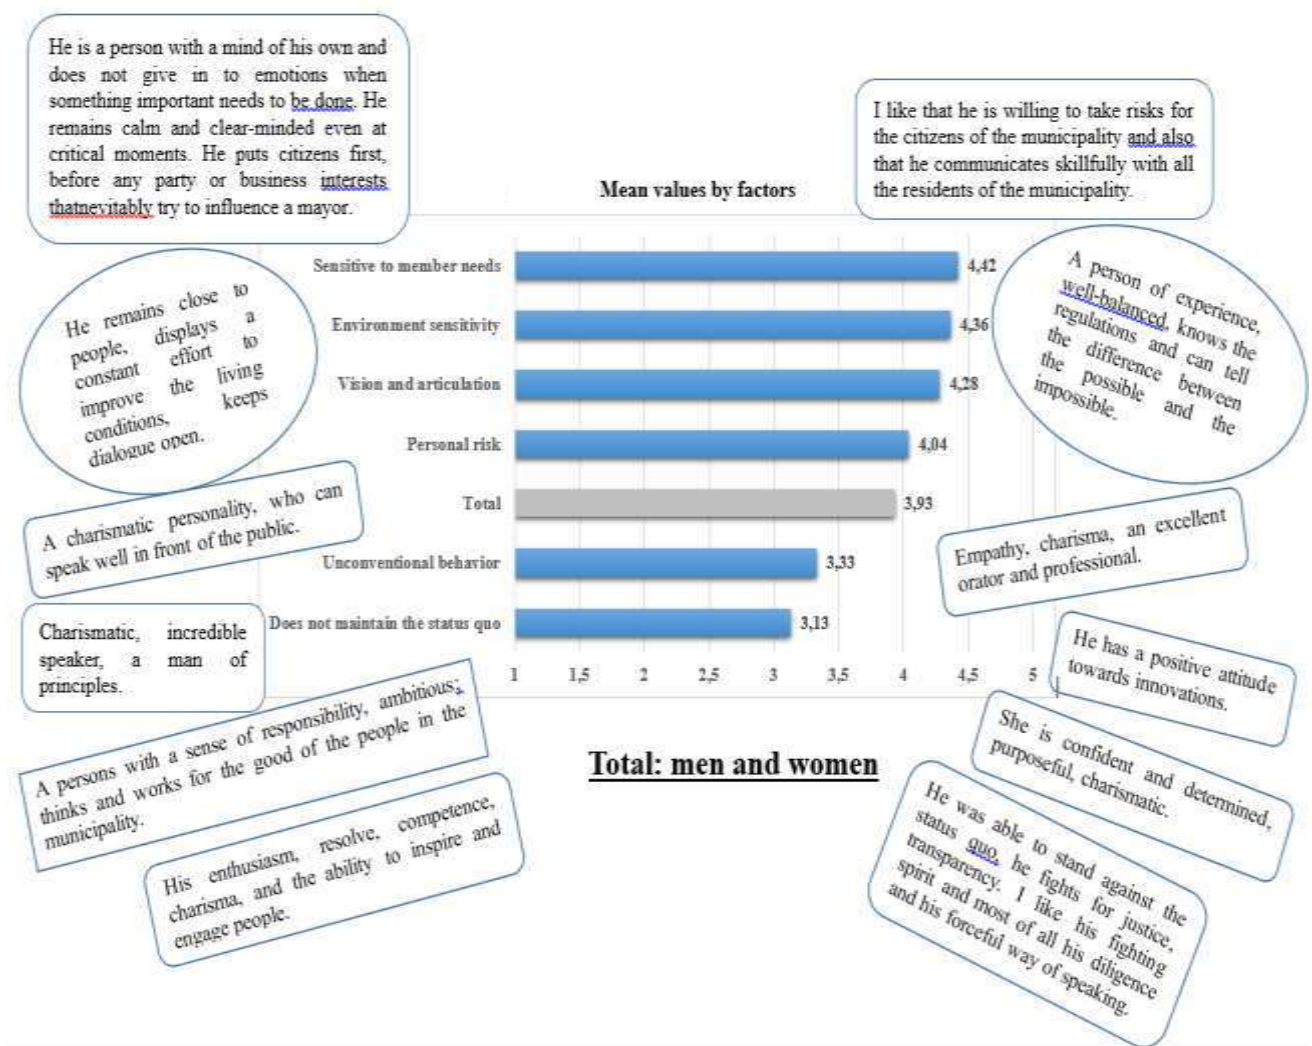 He is a person with a mind of his own and
does not give in to emotions when
something important needs to be done. He
remains calm and clear-minded even at
critical moments. He puts citizens first,
before any party or business interests
thatnevitably try to influence a mayor.
I like that he is willing to take risks for
the citizens of the municipality and also
that he communicates skillfully with all
the residents of the municipality.
Mean values by factors
Sensitive to member needs 4,42
Environment sensitivity 4,36
Vision and articulation 4,28
Personal risk 4,04
Total 3,93
Unconventional behavior 3,33
Does not maintain the status quo 3,13
1 1,5 2 2,5 3 3,5 4 4,5 5
He remains close to
people, displays a
constant effort to
improve the living
conditions, keeps
dialogue open.
A person of experience,
well-balanced, knows the
regulations and can tell
the difference between
the possible and the
impossible.
A charismatic personality, who can
speak well in front of the public.
Empathy, charisma, an excellent
orator and professional.
Charismatic, incredible
speaker, a man of
principles.
He has a positive attitude
towards innovations.
A persons with a sense of responsibility, ambitious;
thinks and works for the good of the people in the
municipality.
She is confident and determined,
purposeful, charismatic.
Total: men and women
His enthusiasm, resolve, competence,
charisma, and the ability to inspire and
engage people.
He was able to stand against the
status quo, he fights for justice,
transparency. I like his fighting
spirit and most of all his diligence
and his forceful way of speaking.